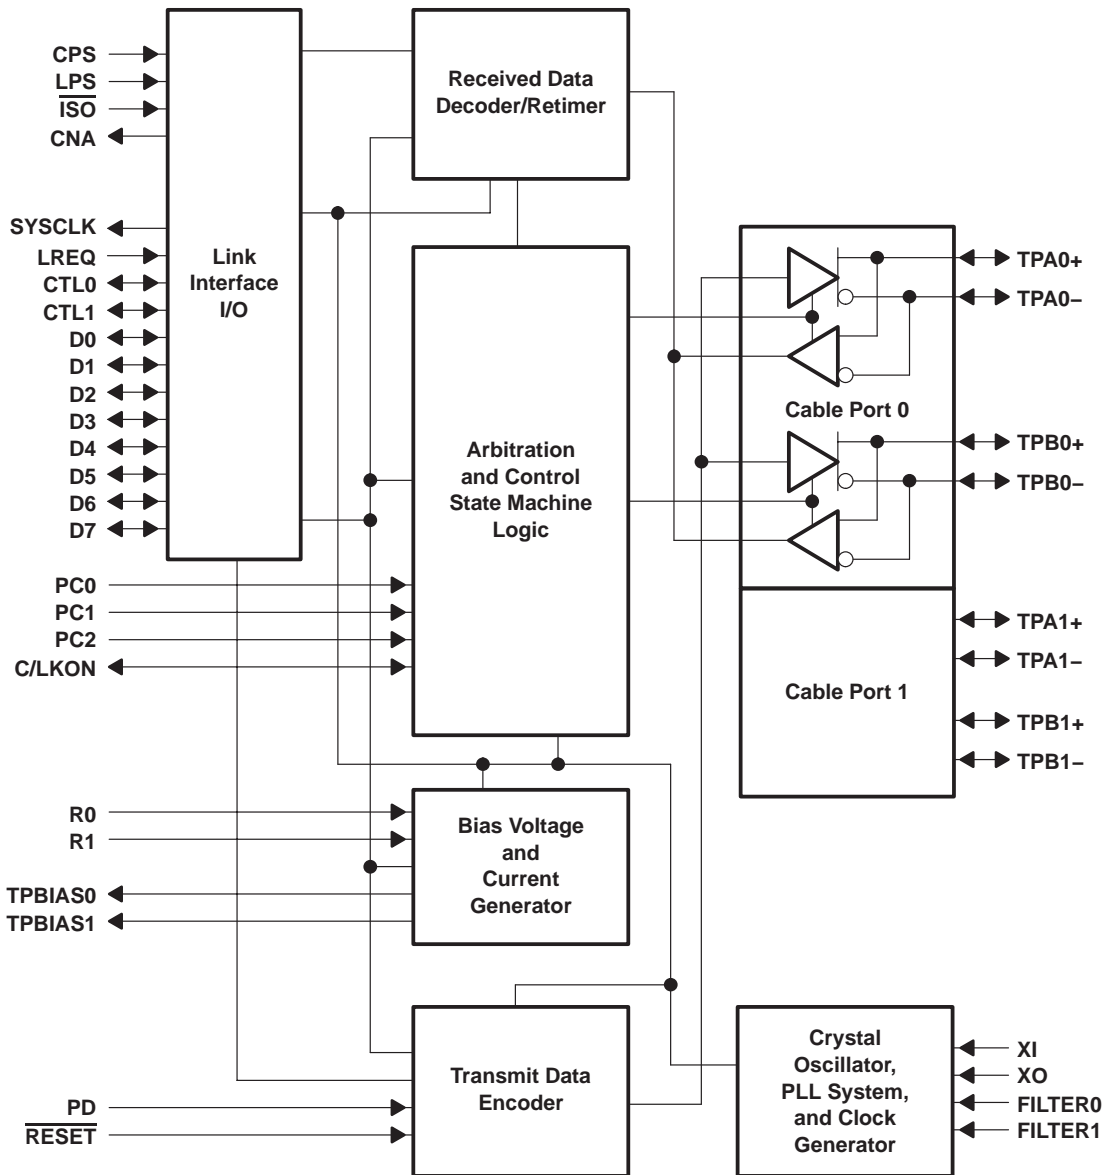 CPS
LPS
ISO
CNA
SYSCLK
LREQ
CTL0
CTL1
D0
D1
D2
D3
D4
D5
D6
D7
Link
Interface
I/O
Received Data
Decoder/Retimer
Arbitration
and Control
State Machine
Logic
PC0
PC1
PC2
C/LKON
Cable Port 0
TPA0+
TPA0−
TPB0+
TPB0−
Cable Port 1
TPA1+
TPA1−
TPB1+
TPB1−
R0
R1
TPBIAS0
TPBIAS1
Bias Voltage
and
Current
Generator
PD
RESET
Transmit Data
Encoder
Crystal
Oscillator,
PLL System,
and Clock
Generator
XI
XO
FILTER0
FILTER1